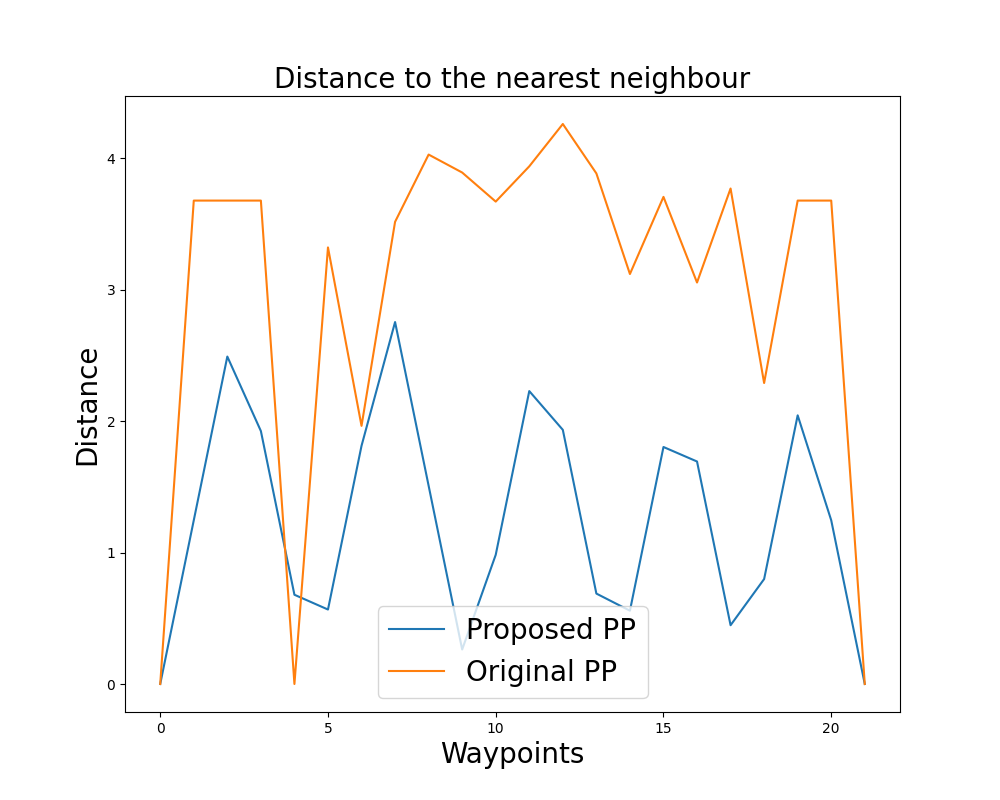 Distance to the nearest neighbour
4
3
2
1
0
Distance
Proposed PP
Original PP
0 5 10 15 20
Waypoints